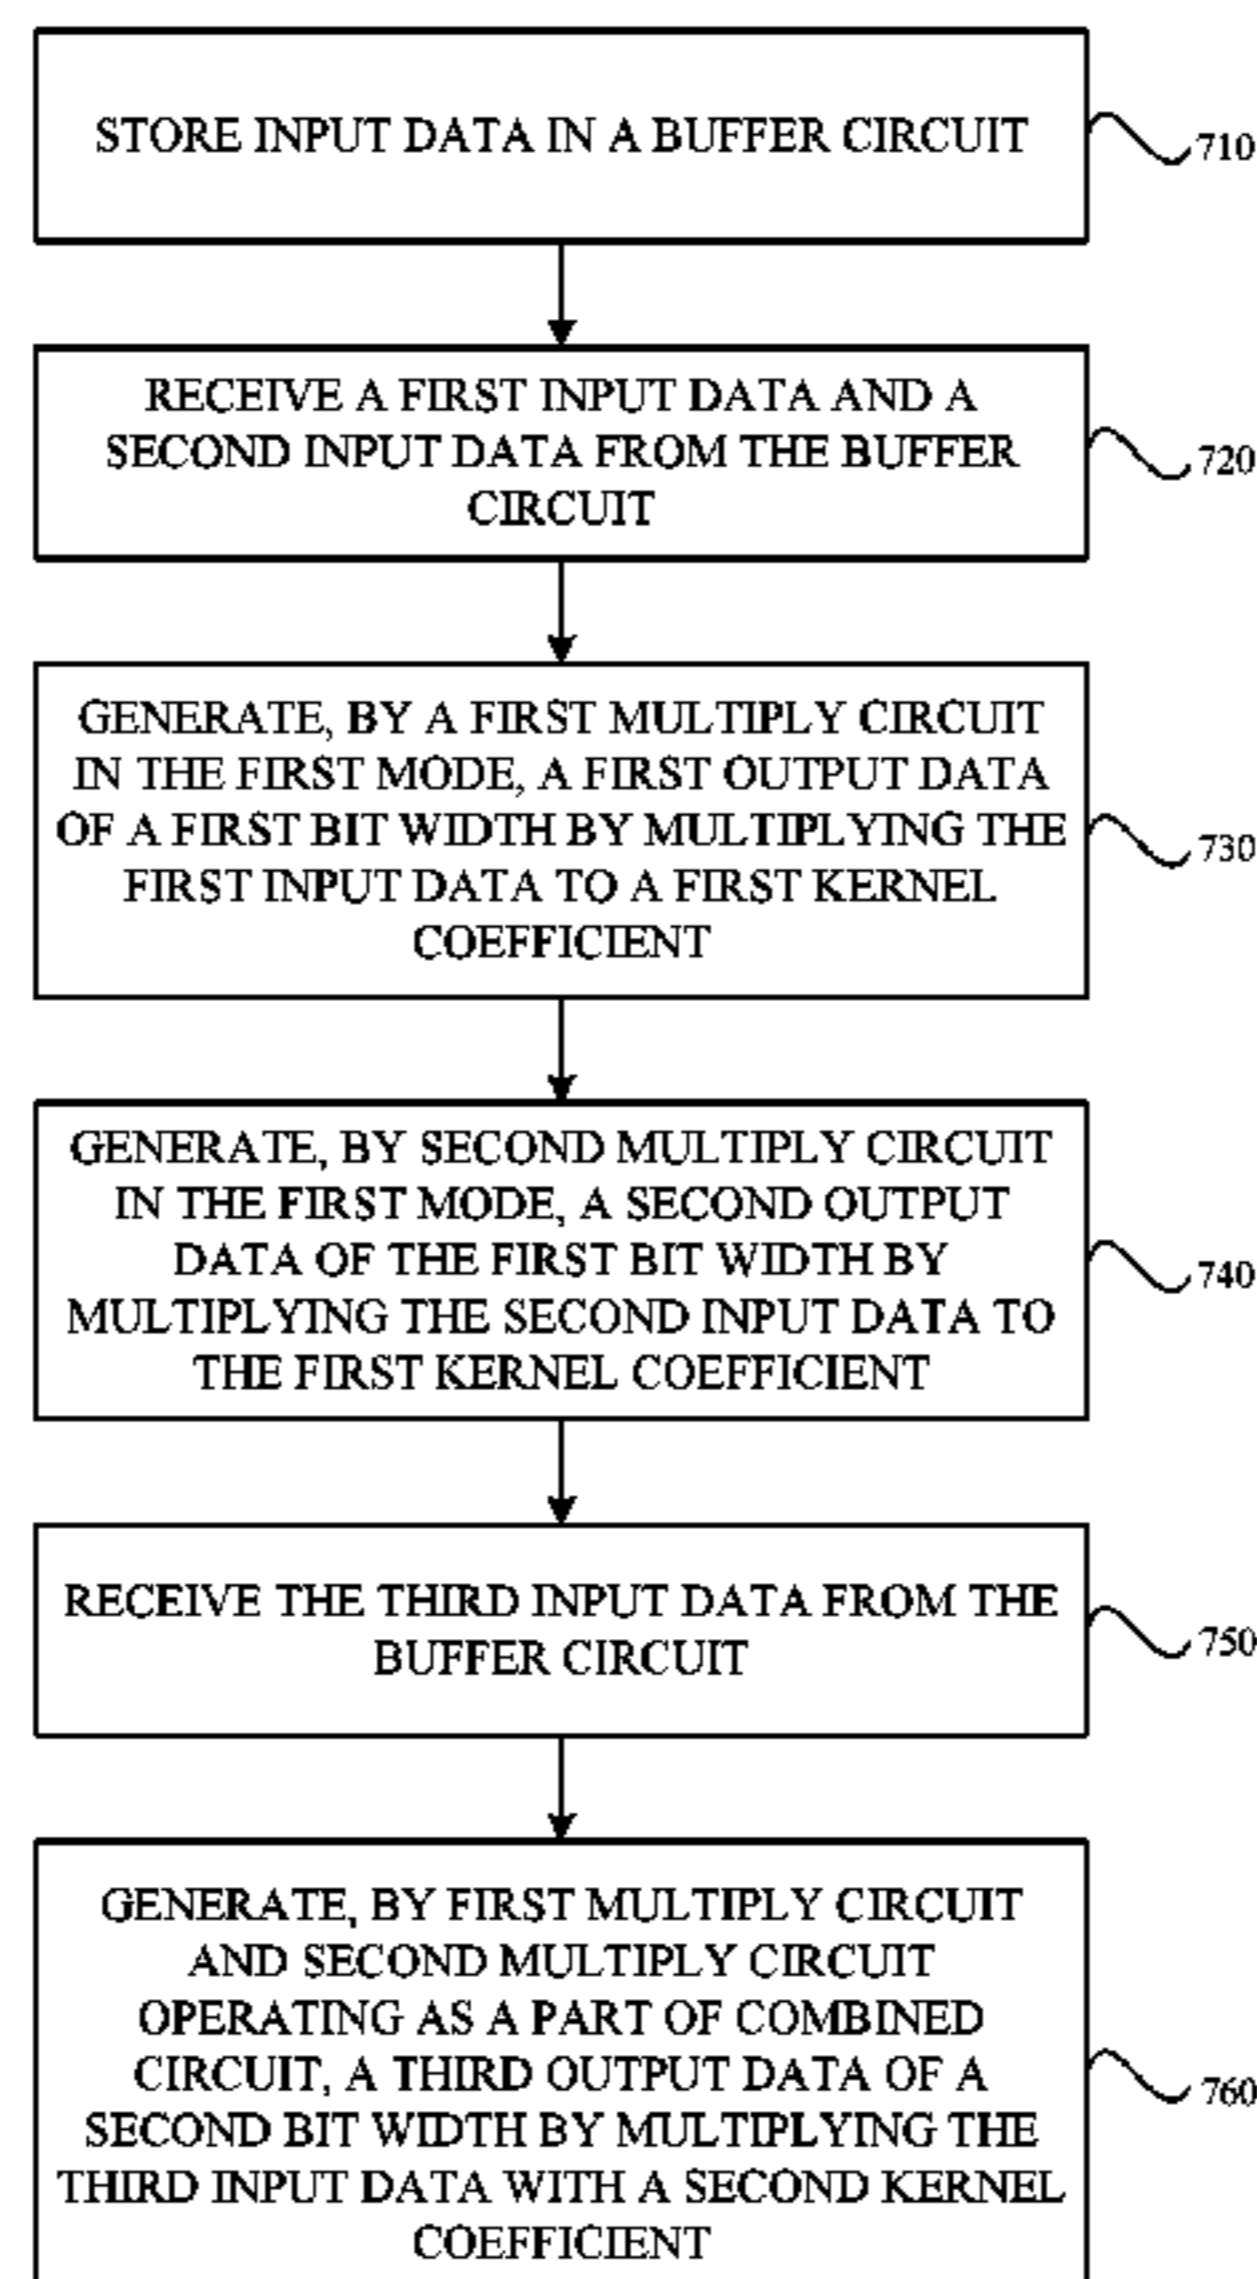 STORE INPUT DATA IN A BUFFER CIRCUIT
710
RECEIVE A FIRST INPUT DATA AND A
SECOND INPUT DATA FROM THE BUFFER
CIRCUIT
720
GENERATE, BY A FIRST MULTIPLY CIRCUIT
IN THE FIRST MODE, A FIRST OUTPUT DATA
OF A FIRST BIT WIDTH BY MULTIPLYING THE
FIRST INPUT DATA TO A FIRST KERNEL
COEFFICIENT
730
GENERATE, BY SECOND MULTIPLY CIRCUIT
IN THE FIRST MODE, A SECOND OUTPUT
DATA OF THE FIRST BIT WIDTH BY
MULTIPLYING THE SECOND INPUT DATA TO
THE FIRST KERNEL COEFFICIENT
740
RECEIVE THE THIRD INPUT DATA FROM THE
BUFFER CIRCUIT
750
GENERATE, BY FIRST MULTIPLY CIRCUIT
AND SECOND MULTIPLY CIRCUIT
OPERATING AS A PART OF COMBINED
CIRCUIT, A THIRD OUTPUT DATA OF A
SECOND BIT WIDTH BY MULTIPLYING THE
THIRD INPUT DATA WITH A SECOND KERNEL
COEFFICIENT
760